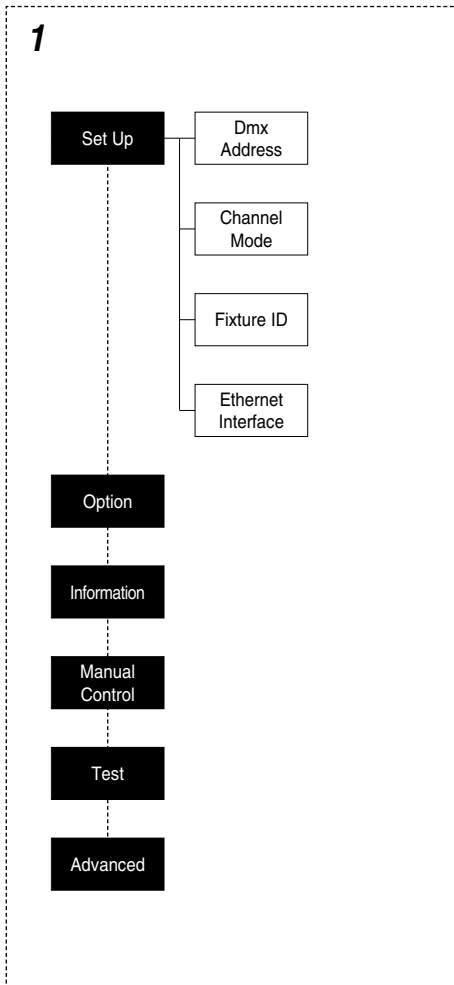 1
Set Up
Dmx
Address
Channel
Mode
Fixture ID
Ethernet
Interface
Option
Information
Manual
Control
Test
Advanced